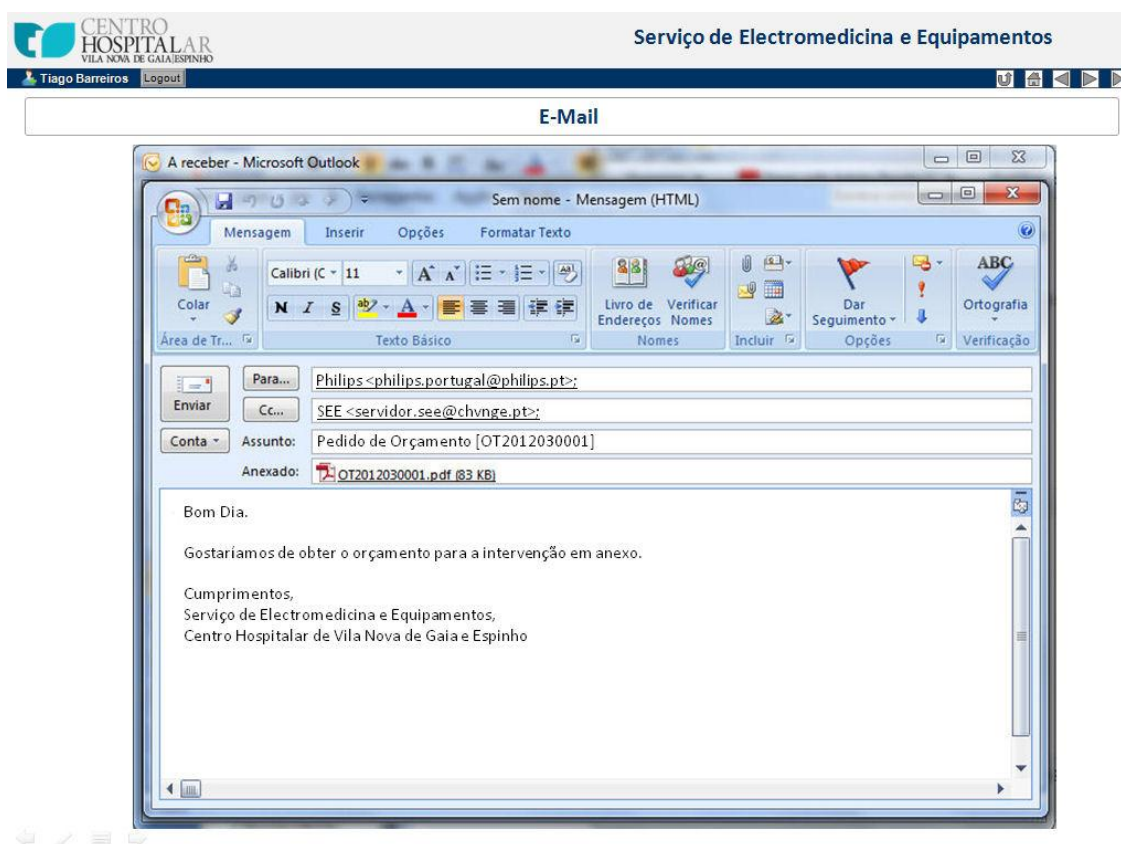 CENTRO
HOSPITALAR
VILA NOVA DE GAIA|ESPINHO
Serviço de Electromedicina e Equipamentos
Tiago Barreiros Logout
E-Mail
A receber - Microsoft Outlook
Sem nome - Mensagem (HTML)
Mensagem Inserir Opções Formatar Texto
Colar
Calibri (C 11
N I S
Livro de Endereços
Verificar Nomes
Dar Seguimento
ABC
Ortografia
Área de Tr... Texto Básico Nomes Incluir Opções Verificação
Enviar
Para... Philips <philips.portugal@philips.pt>;
Cc... SEE <servidor.see@chvnge.pt>;
Conta Assunto: Pedido de Orçamento [OT2012030001]
Anexado: OT2012030001.pdf (83 KB)
Bom Dia.
Gostaríamos de obter o orçamento para a intervenção em anexo.
Cumprimentos,
Serviço de Electromedicina e Equipamentos,
Centro Hospitalar de Vila Nova de Gaia e Espinho